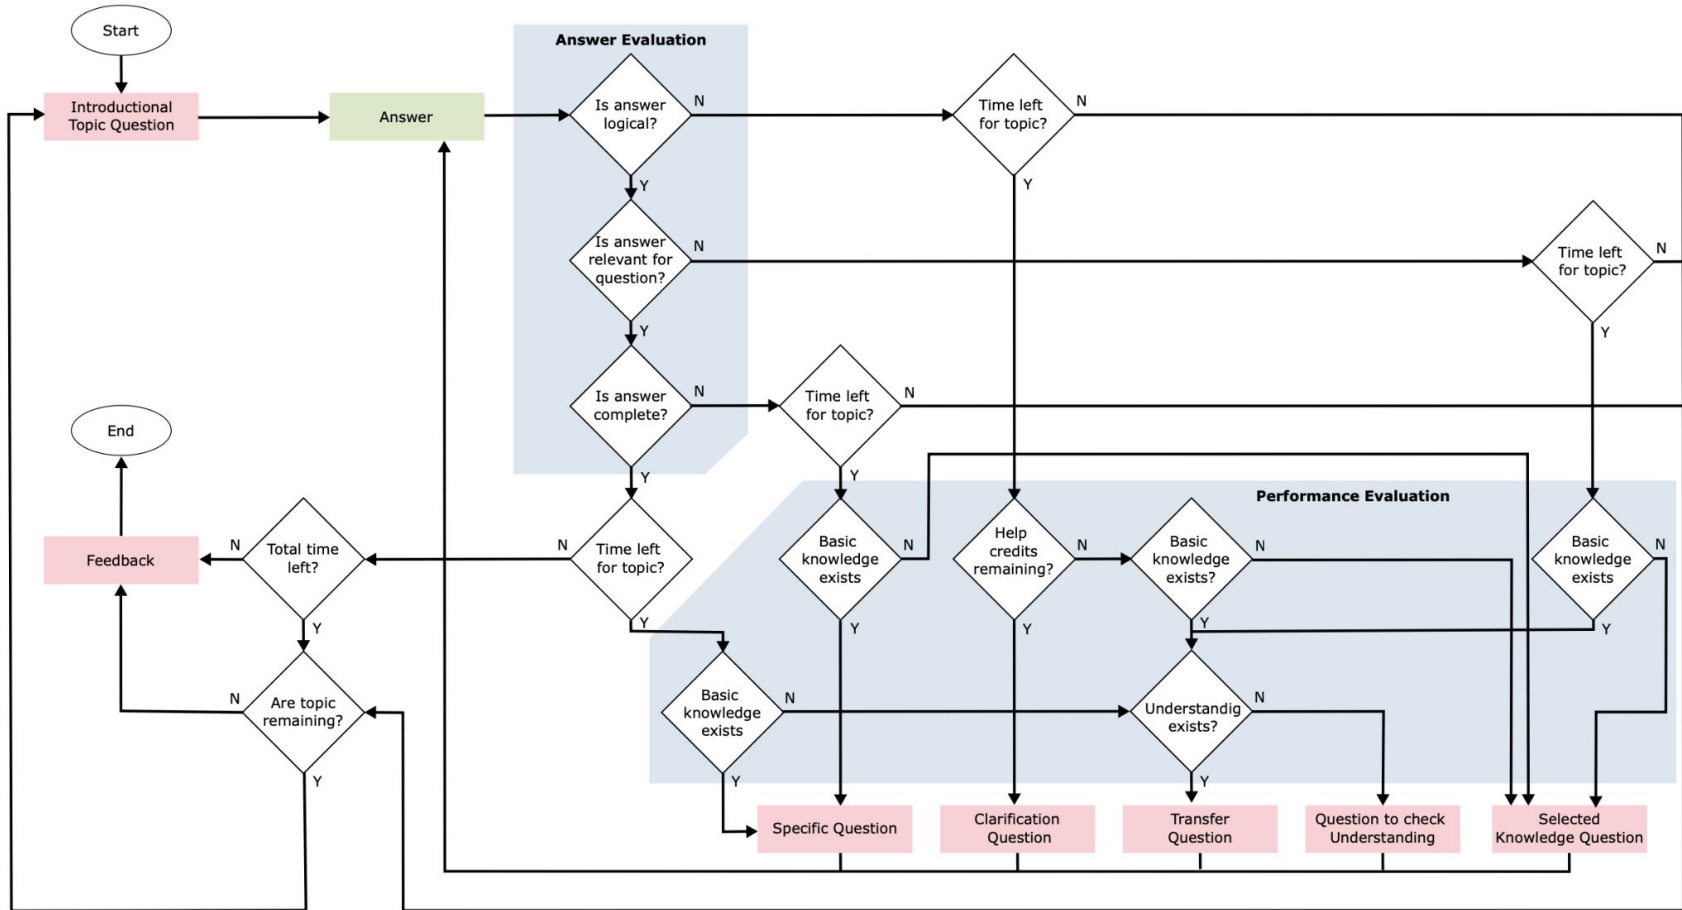 Start
Answer Evaluation
Introductional
Topic Question
Answer
Is answer
logical?
N
Time left
for topic?
N
Y
Y
Is answer
relevant for
question?
N
Time left
for topic?
N
Y
Y
Is answer
complete?
N
Time left
for topic?
N
End
Y
Y
Performance Evaluation
Feedback
N
Total time
left?
N
Time left
for topic?
Basic
knowledge
exists
N
Help
credits
remaining?
N
Basic
knowledge
exists?
N
Basic
knowledge
exists
N
Y
Y
Y
Y
Y
Y
N
Are topic
remaining?
Basic
knowledge
exists
N
Understandig
exists?
N
Y
Y
Y
Specific Question
Clarification
Question
Transfer
Question
Question to check
Understanding
Selected
Knowledge Question